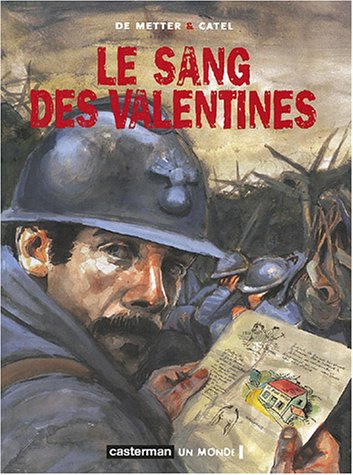 DE METTER & CATEL
LE SANG
DES VALENTINES
casterman UN MONDE